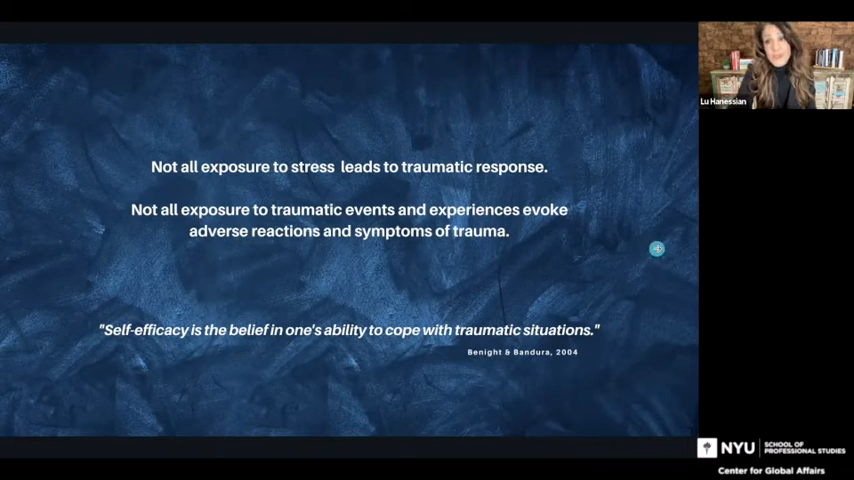 Not all exposure to stress leads to traumatic response.
Not all exposure to traumatic events and experiences evoke
adverse reactions and symptoms of trauma.
"Self-efficacy is the belief in one's ability to cope with traumatic situations."
Benight & Bandura, 2004
Lu Hanessian
NYU
SCHOOL OF
PROFESSIONAL STUDIES
Center for Global Affairs